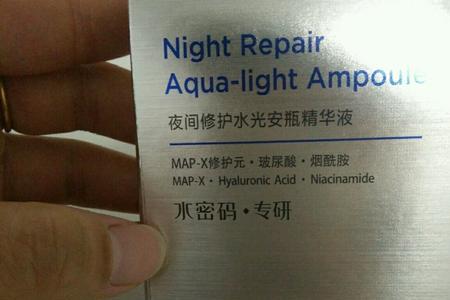 Night Repair
Aqua-light Ampoule
夜间修护水光安瓶精华液
MAP-X修护元·玻尿酸·烟酰胺
MAP-X · Hyaluronic Acid · Niacinamide
水密码·专研